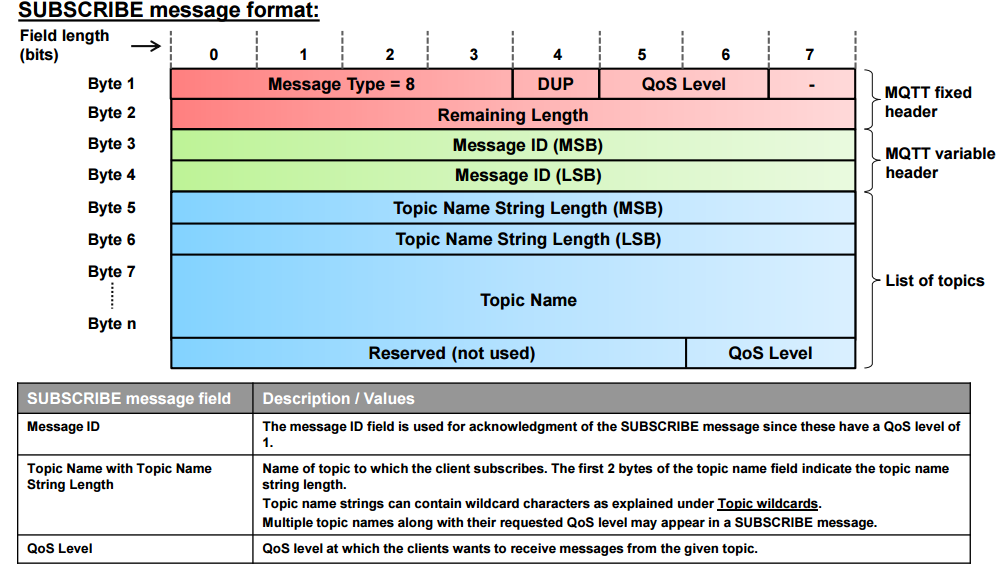 SUBSCRIBE message format:
Field length
(bits)
0 1 2 3 4 5 6 7
Byte 1 Message Type = 8 DUP QoS Level -
MQTT fixed
header
Byte 2 Remaining Length
Byte 3 Message ID (MSB)
MQTT variable
header
Byte 4 Message ID (LSB)
Byte 5 Topic Name String Length (MSB)
Byte 6 Topic Name String Length (LSB)
Byte 7
Topic Name
List of topics
Byte n
Reserved (not used) QoS Level
SUBSCRIBE message field Description / Values
Message ID
The message ID field is used for acknowledgment of the SUBSCRIBE message since these have a QoS level of
1.
Topic Name with Topic Name
String Length
Name of topic to which the client subscribes. The first 2 bytes of the topic name field indicate the topic name
string length.
Topic name strings can contain wildcard characters as explained under Topic wildcards.
Multiple topic names along with their requested QoS level may appear in a SUBSCRIBE message.
QoS Level
QoS level at which the clients wants to receive messages from the given topic.